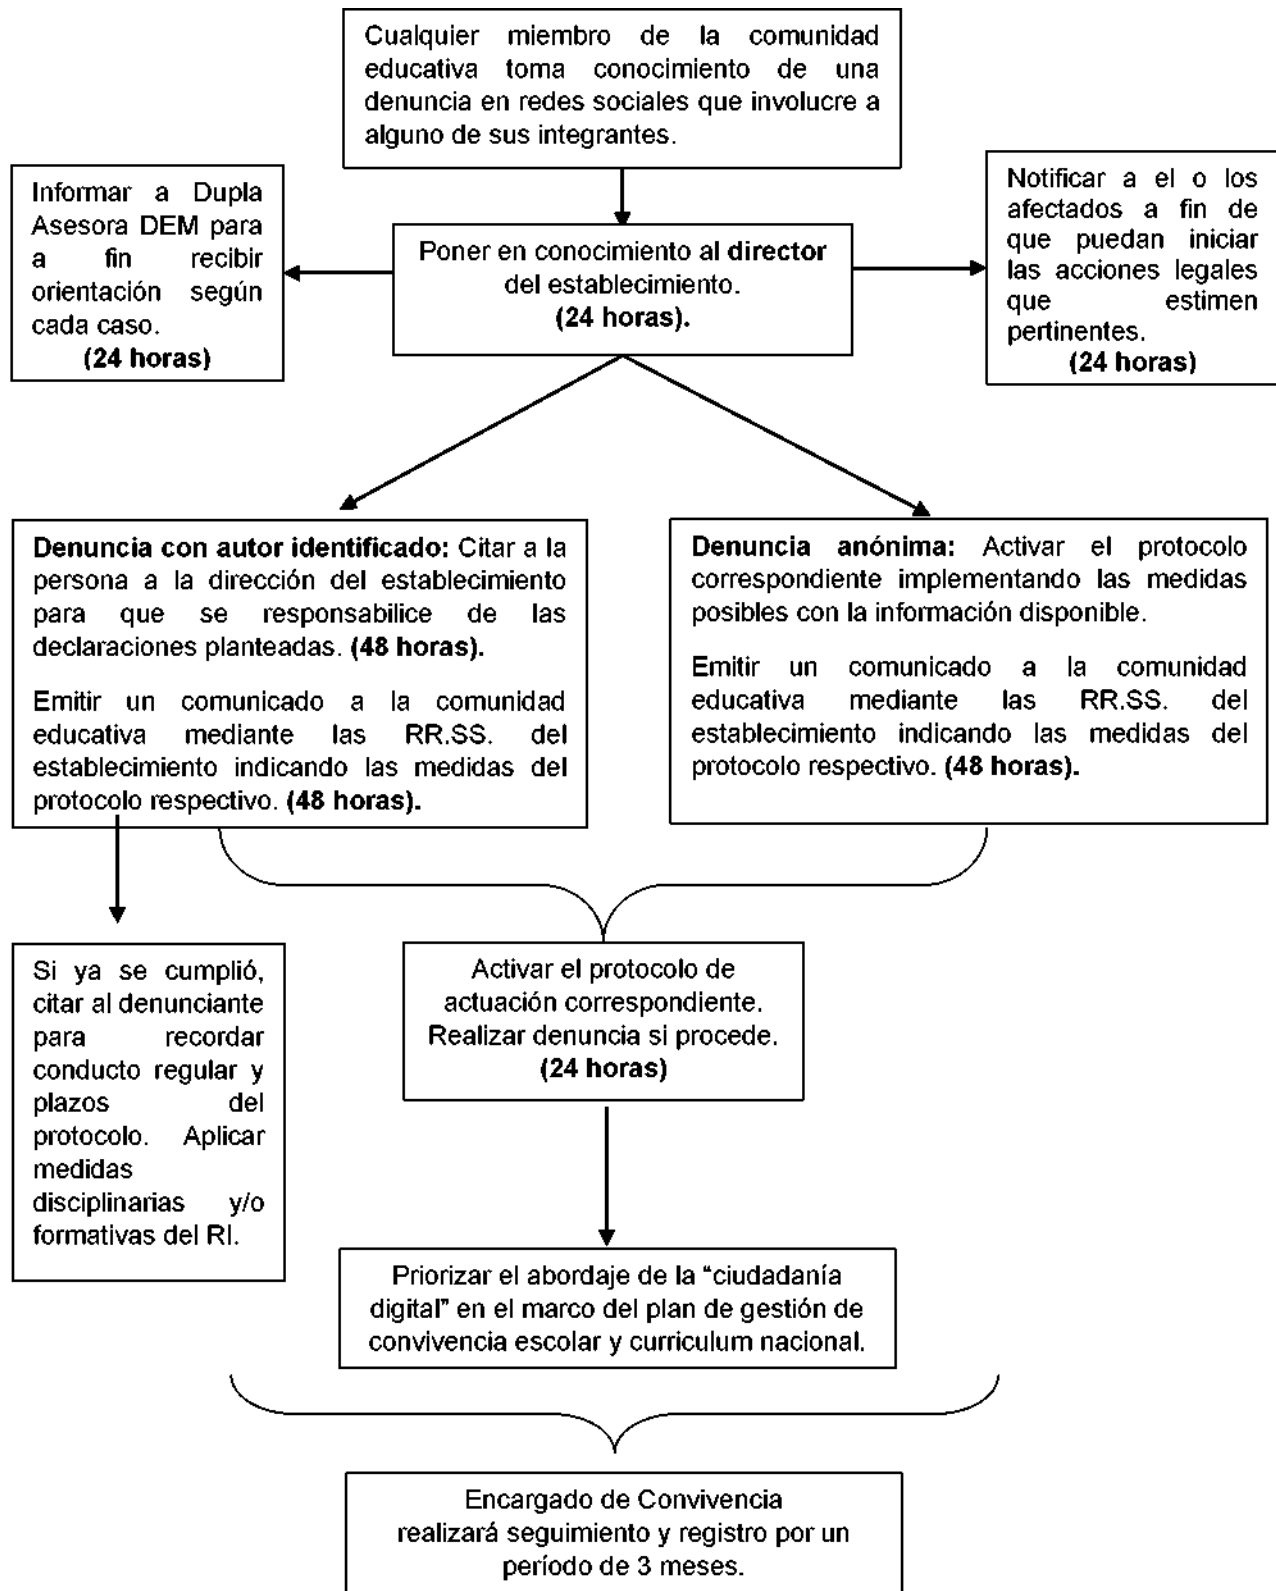 Cualquier miembro de la comunidad
educativa toma conocimiento de una
denuncia en redes sociales que involucre a
alguno de sus integrantes.
Informar a Dupla
Asesora DEM para
a fin recibir
orientación según
cada caso.
(24 horas)
Poner en conocimiento al director
del establecimiento.
(24 horas).
Notificar a el o los
afectados a fin de
que puedan iniciar
las acciones legales
que estimen
pertinentes.
(24 horas)
Denuncia con autor identificado: Citar a la
persona a la dirección del establecimiento
para que se responsabilice de las
declaraciones planteadas. (48 horas).
Emitir un comunicado a la comunidad
educativa mediante las RR.SS. del
establecimiento indicando las medidas del
protocolo respectivo. (48 horas).
Denuncia anónima: Activar el protocolo
correspondiente implementando las medidas
posibles con la información disponible.
Emitir un comunicado a la comunidad
educativa mediante las RR.SS. del
establecimiento indicando las medidas del
protocolo respectivo. (48 horas).
Si ya se cumplió,
citar al denunciante
para recordar
conducto regular y
plazos del
protocolo. Aplicar
medidas
disciplinarias y/o
formativas del RI.
Activar el protocolo de
actuación correspondiente.
Realizar denuncia si procede.
(24 horas)
Priorizar el abordaje de la “ciudadanía
digital” en el marco del plan de gestión de
convivencia escolar y curriculum nacional.
Encargado de Convivencia
realizará seguimiento y registro por un
período de 3 meses.